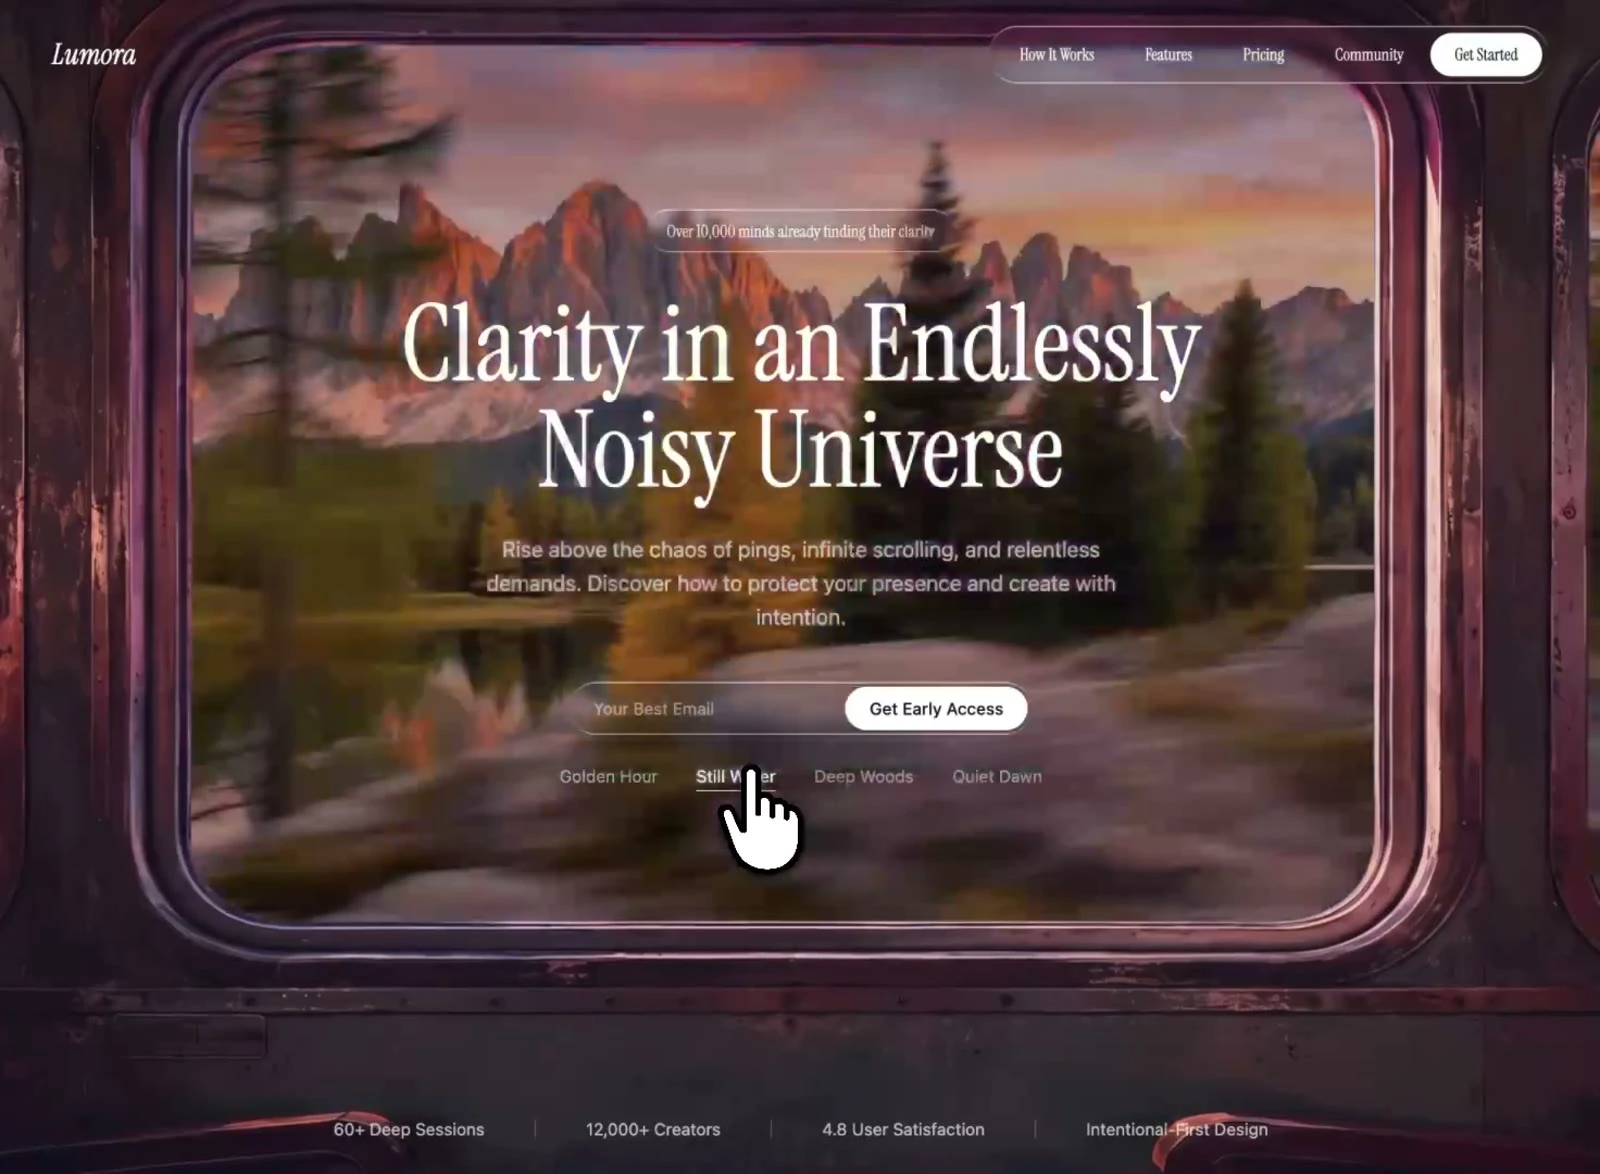 Lumora
How It Works
Features
Pricing
Community
Get Started
Over 10,000 minds already finding their clarity
Clarity in an Endlessly
Noisy Universe
Rise above the chaos of pings, infinite scrolling, and relentless
demands. Discover how to protect your presence and create with
intention.
Your Best Email
Get Early Access
Golden Hour
Still
Deep Woods
Quiet Dawn
60+ Deep Sessions
12,000+ Creators
4.8 User Satisfaction
Intentional-First Design